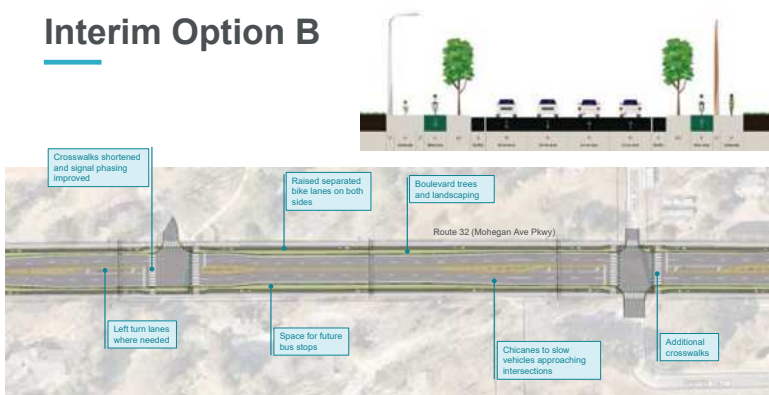 Interim Option B
Crosswalks shortened
and signal phasing
improved
Raised separated
bike lanes on both
sides
Boulevard trees
and landscaping
Route 32 (Mohegan Ave Pkwy)
Left turn lanes
where needed
Space for future
bus stops
Chicanes to slow
vehicles approaching
intersections
Additional
crosswalks